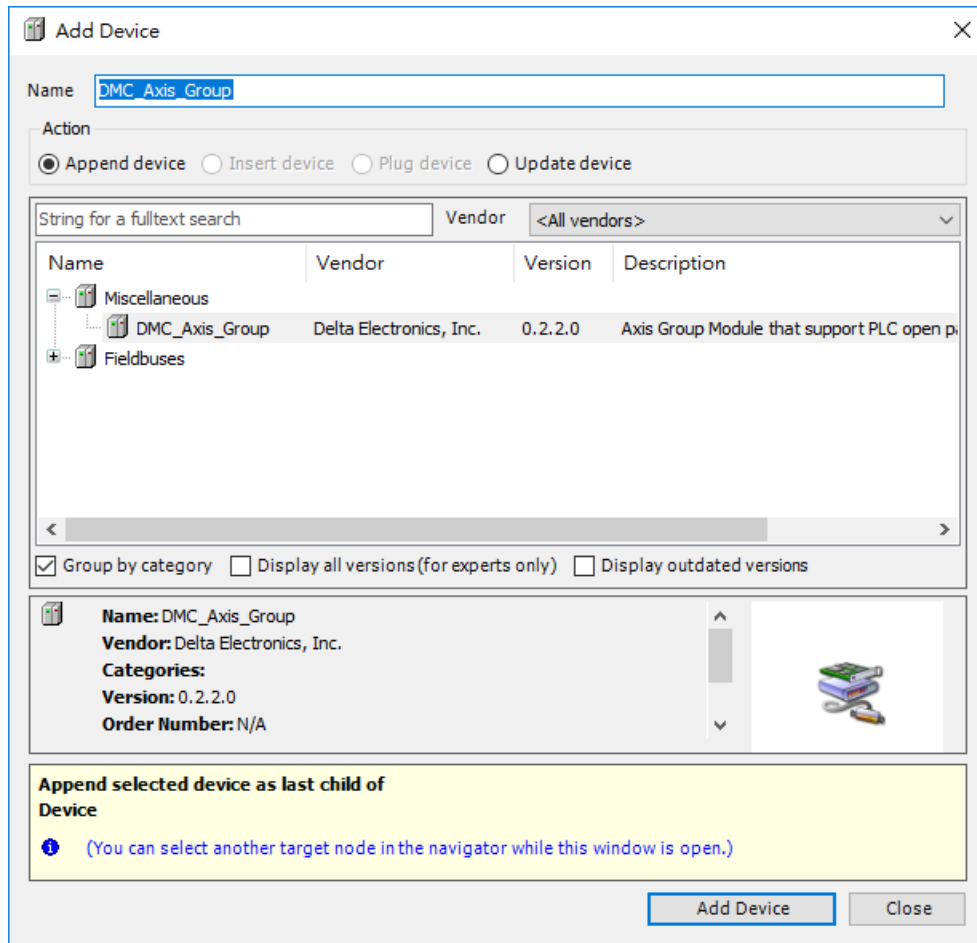 Add Device
Name DMC_Axis_Group
Action
Append device Insert device Plug device Update device
String for a fulltext search Vendor <All vendors>
Name Vendor Version Description
Miscellaneous
DMC_Axis_Group Delta Electronics, Inc. 0.2.2.0 Axis Group Module that support PLC open
Fieldbuses
Group by category Display all versions (for experts only) Display outdated versions
Name: DMC_Axis_Group
Vendor: Delta Electronics, Inc.
Categories:
Version: 0.2.2.0
Order Number: N/A
Append selected device as last child of
Device
(You can select another target node in the navigator while this window is open.)
Add Device Close